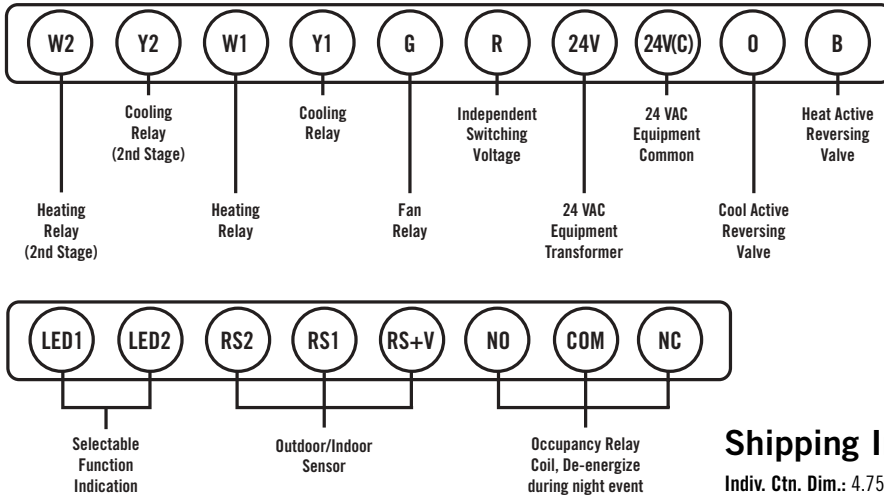 W2 Y2 W1 Y1 G R 24V 24V(C) O B
Cooling
Relay
(2nd Stage)
Cooling
Relay
Independent
Switching
Voltage
24 VAC
Equipment
Common
Heat Active
Reversing
Valve
Heating
Relay
(2nd Stage)
Heating
Relay
Fan
Relay
24 VAC
Equipment
Transformer
Cool Active
Reversing
Valve
LED1 LED2 RS2 RS1 RS+V NO COM NC
Selectable
Function
Indication
Outdoor/Indoor
Sensor
Occupancy Relay
Coil, De-energize
during night event
Shipping I
Indiv. Ctn. Dim.: 4.75